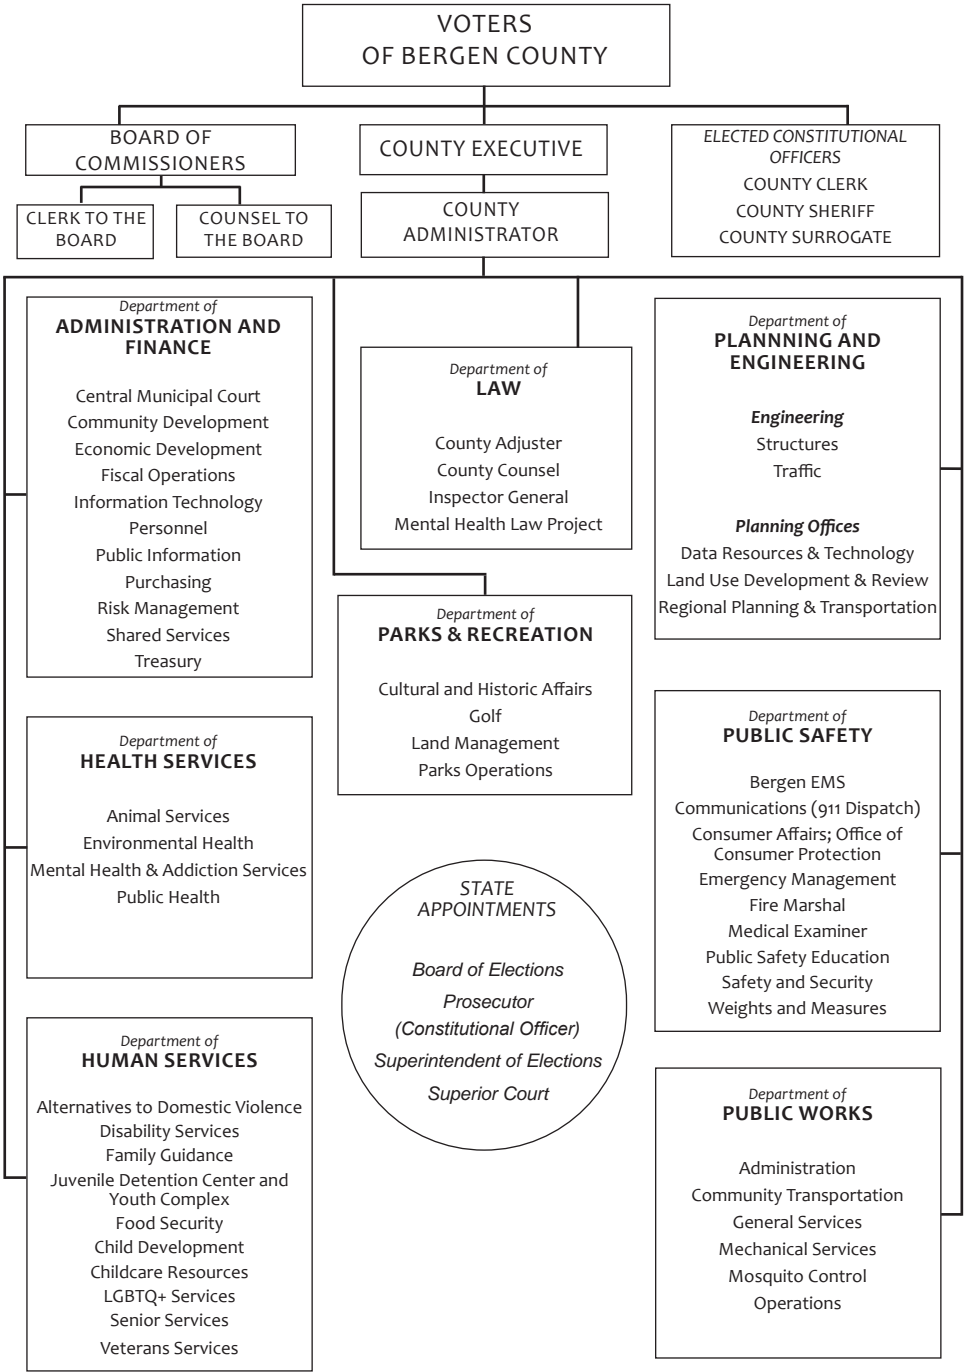 VOTERS
OF BERGEN COUNTY
BOARD OF
COMMISSIONERS
CLERK TO THE
BOARD
COUNSEL TO
THE BOARD
COUNTY EXECUTIVE
COUNTY
ADMINISTRATOR
ELECTED CONSTITUTIONAL
OFFICERS
COUNTY CLERK
COUNTY SHERIFF
COUNTY SURROGATE
Department of
ADMINISTRATION AND
FINANCE
Central Municipal Court
Community Development
Economic Development
Fiscal Operations
Information Technology
Personnel
Public Information
Purchasing
Risk Management
Shared Services
Treasury
Department of
HEALTH SERVICES
Animal Services
Environmental Health
Mental Health & Addiction Services
Public Health
Department of
HUMAN SERVICES
Alternatives to Domestic Violence
Disability Services
Family Guidance
Juvenile Detention Center and
Youth Complex
Food Security
Child Development
Childcare Resources
LGBTQ+ Services
Senior Services
Veterans Services
Department of
LAW
County Adjuster
County Counsel
Inspector General
Mental Health Law Project
Department of
PARKS & RECREATION
Cultural and Historic Affairs
Golf
Land Management
Parks Operations
STATE
APPOINTMENTS
Board of Elections
Prosecutor
(Constitutional Officer)
Superintendent of Elections
Superior Court
Department of
PLANNNING AND
ENGINEERING
Engineering
Structures
Traffic
Planning Offices
Data Resources & Technology
Land Use Development & Review
Regional Planning & Transportation
Department of
PUBLIC SAFETY
Bergen EMS
Communications (911 Dispatch)
Consumer Affairs; Office of
Consumer Protection
Emergency Management
Fire Marshal
Medical Examiner
Public Safety Education
Safety and Security
Weights and Measures
Department of
PUBLIC WORKS
Administration
Community Transportation
General Services
Mechanical Services
Mosquito Control
Operations